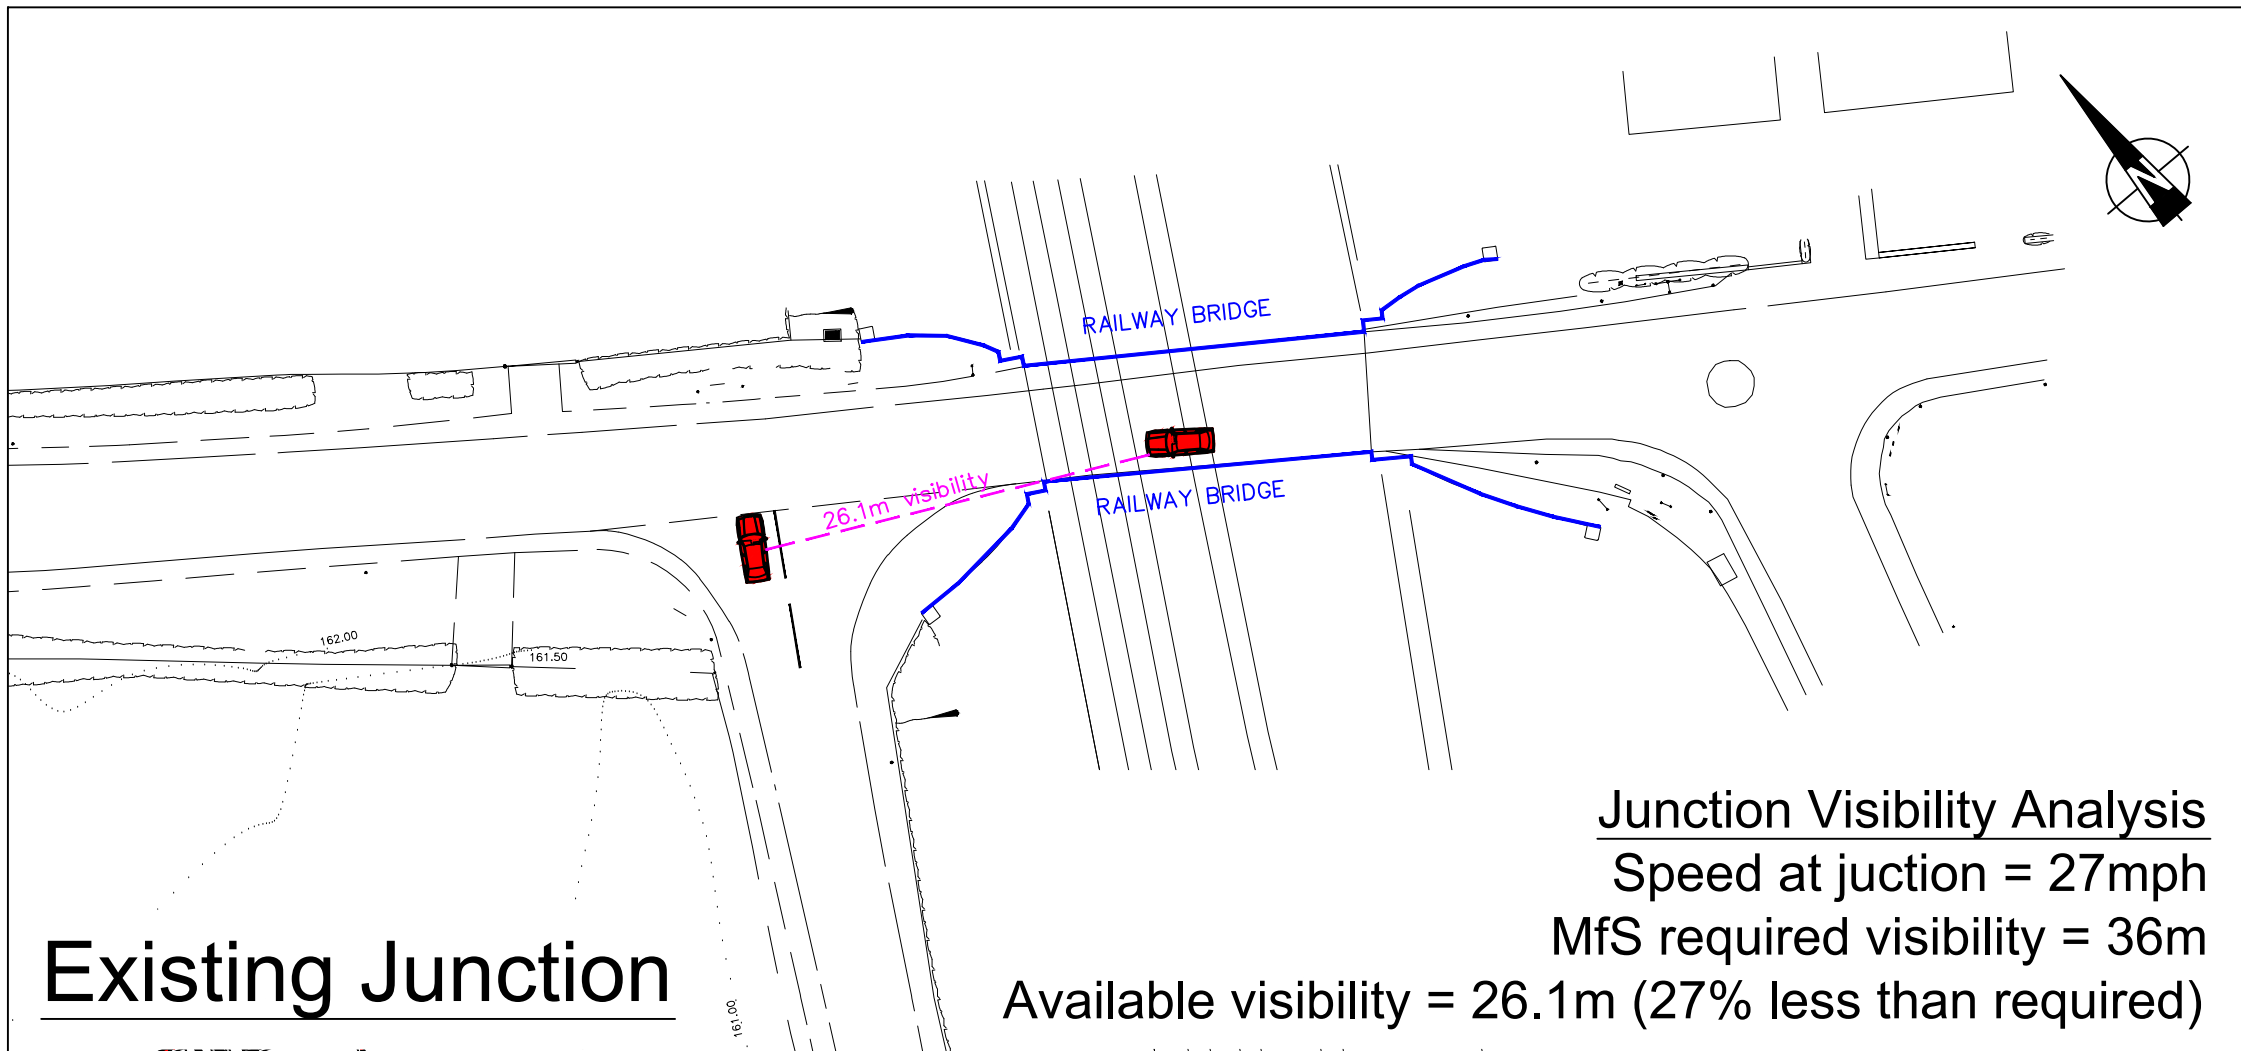 RAILWAY BRIDGE
26.1m visibility
RAILWAY BRIDGE
N
162.00
161.50
161.00
Junction Visibility Analysis
Speed at juction = 27mph
MfS required visibility = 36m
Available visibility = 26.1m (27% less than required)
Existing Junction